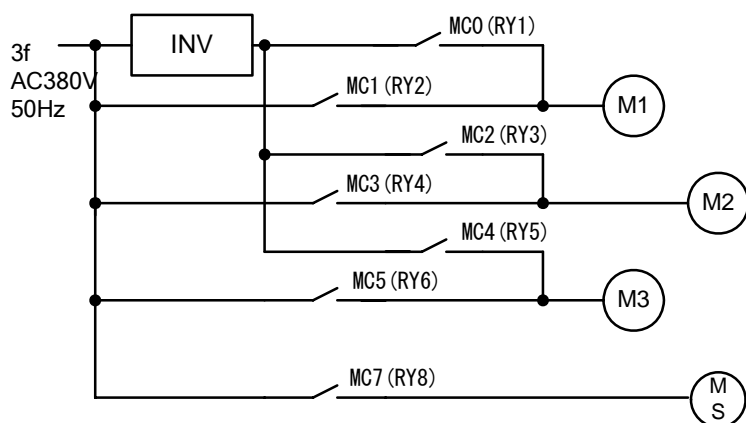 3f
AC380V
50Hz
INV
MC0(RY1)
MC1(RY2)
M1
MC2(RY3)
MC3(RY4)
M2
MC4(RY5)
MC5(RY6)
M3
MC7(RY8)
M
S